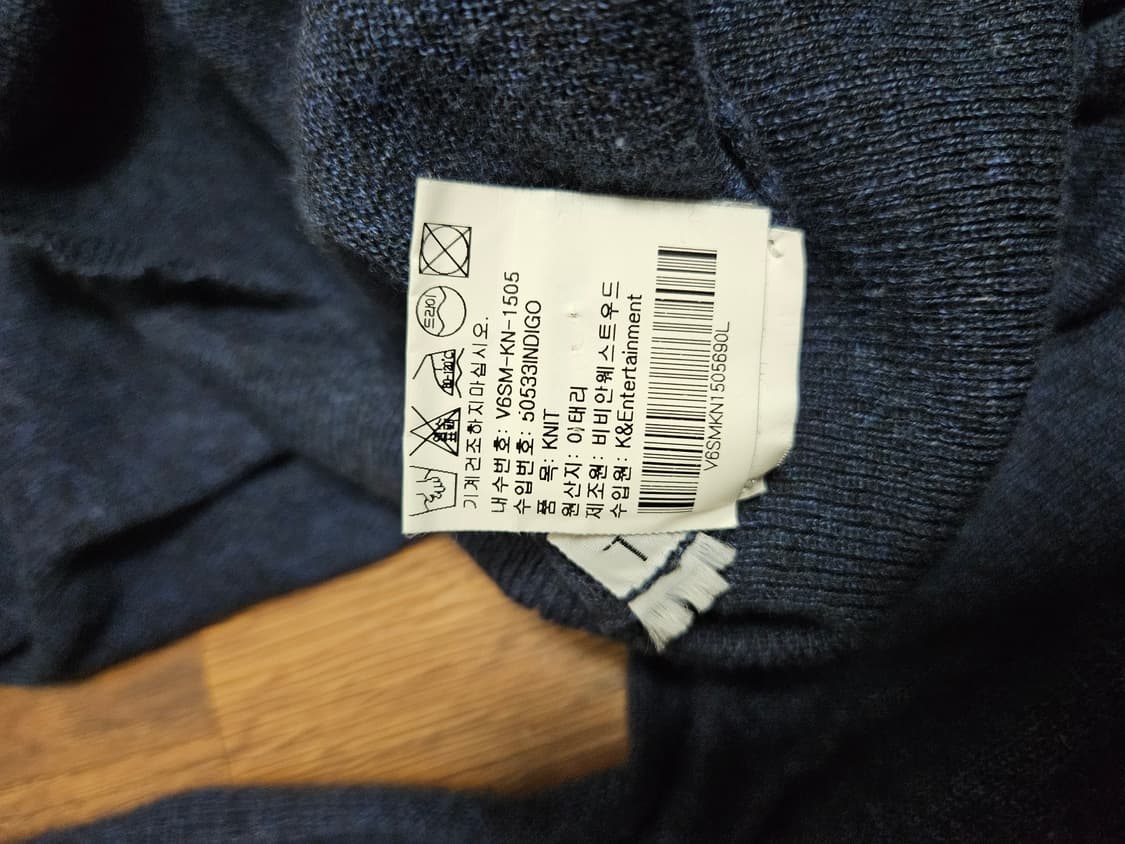 드라이
기계건조하지마십시오.
내수번호: V6SM-KN-1505
수입번호: 50533INDIGO
품 목: KNIT
원산지: 이태리
제조원: 비비안웨스트우드
수입원: K&Entertainment
V6SMKN1505690L
L